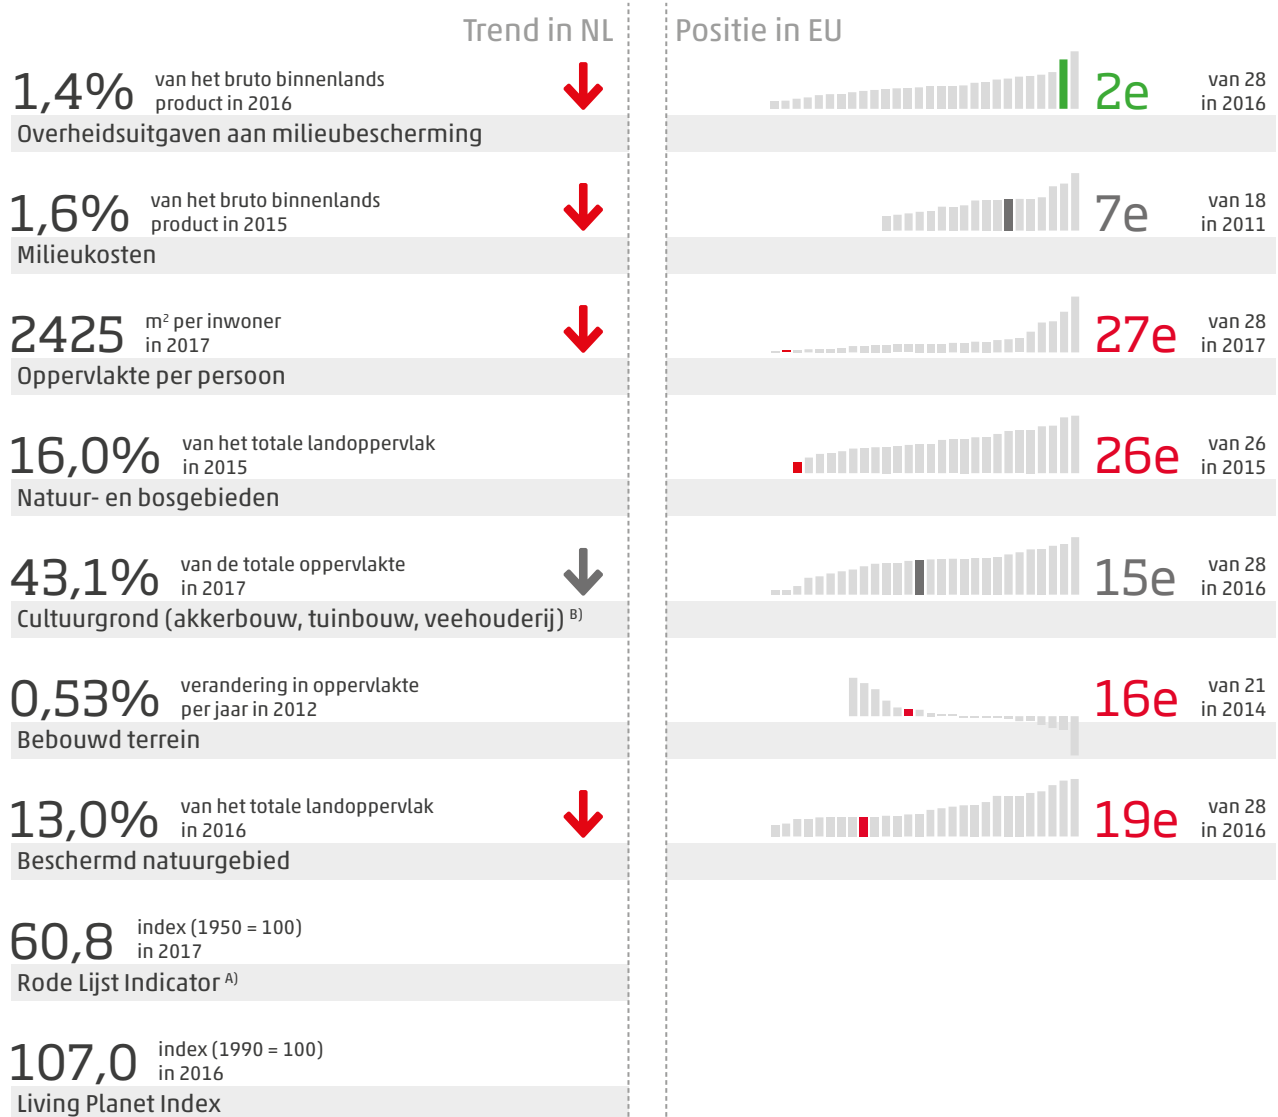 Trend in NL
Positie in EU
1,4%
van het bruto binnenlands
product in 2016
2e
van 28
in 2016
Overheidsuitgaven aan milieubescherming
1,6%
van het bruto binnenlands
product in 2015
7e
van 18
in 2011
Milieukosten
2425
m² per inwoner
in 2017
27e
van 28
in 2017
Oppervlakte per persoon
16,0%
van het totale landoppervlak
in 2015
26e
van 26
in 2015
Natuur- en bosgebieden
43,1%
van de totale oppervlakte
in 2017
15e
van 28
in 2016
Cultuurgrond (akkerbouw, tuinbouw, veehouderij) B)
0,53%
verandering in oppervlakte
per jaar in 2012
16e
van 21
in 2014
Bebouwd terrein
13,0%
van het totale landoppervlak
in 2016
19e
van 28
in 2016
Beschermd natuurgebied
60,8
index (1950 = 100)
in 2017
Rode Lijst Indicator A)
107,0
index (1990 = 100)
in 2016
Living Planet Index